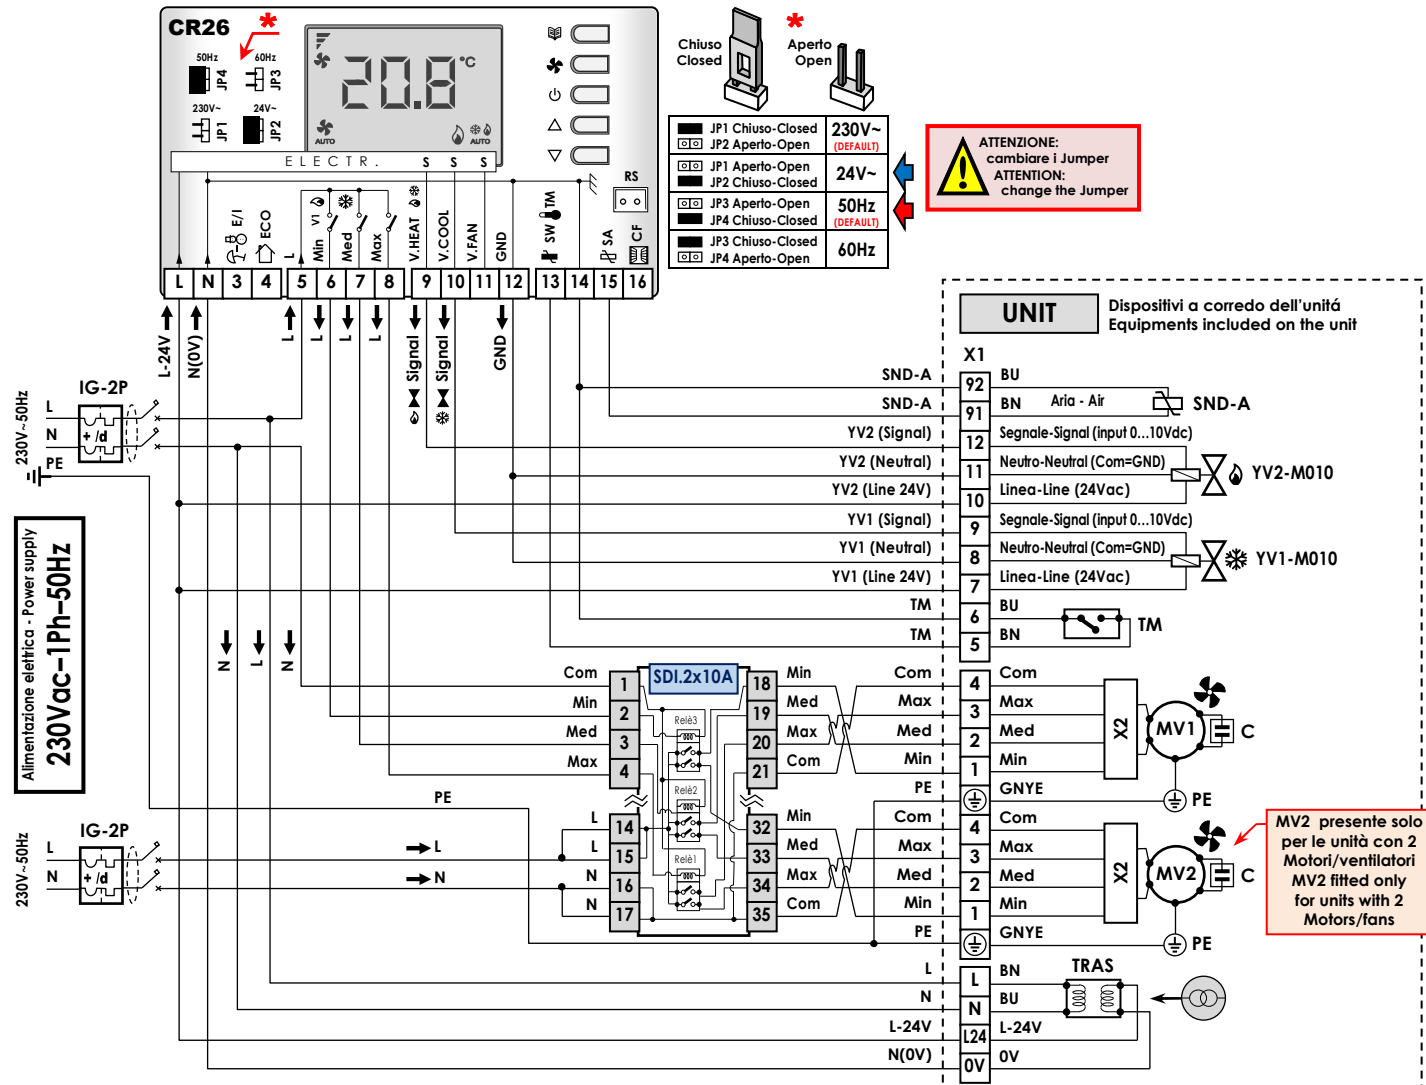 CR26
*
50Hz
60Hz
JP4
JP3
230V~
24V~
JP1
JP2
20.8 °C
AUTO
AUTO
ELECTR.
S S S
RS
E/I
ECO
L
V1
Min
Med
Max
V.HEAT
V.COOL
V.FAN
GND
SW
TM
SA
CF
L N 3 4 5 6 7 8 9 10 11 12 13 14 15 16
Chiuso
Closed
*
Aperto
Open
JP1 Chiuso-Closed
JP2 Aperto-Open
230V~
(DEFAULT)
JP1 Aperto-Open
JP2 Chiuso-Closed
24V~
JP3 Aperto-Open
JP4 Chiuso-Closed
50Hz
(DEFAULT)
JP3 Chiuso-Closed
JP4 Aperto-Open
60Hz
ATTENZIONE:
cambiare i Jumper
ATTENTION:
change the Jumper
L-24V
N(0V)
L
L
L
L
Signal
Signal
GND
UNIT
Dispositivi a corredo dell'unitá
Equipments included on the unit
X1
IG-2P
230V~50Hz
L
N
PE
+ /d
Alimentazione elettrica - Power supply
230Vac-1Ph-50Hz
N
L
N
SND-A 92 BU
SND-A 91 BN
Aria - Air
SND-A
YV2 (Signal) 12 Segnale-Signal (input 0...10Vdc)
YV2 (Neutral) 11 Neutro-Neutral (Com=GND)
YV2 (Line 24V) 10 Linea-Line (24Vac)
YV2-M010
YV1 (Signal) 9 Segnale-Signal (input 0...10Vdc)
YV1 (Neutral) 8 Neutro-Neutral (Com=GND)
YV1 (Line 24V) 7 Linea-Line (24Vac)
YV1-M010
TM 6 BU
TM 5 BN
TM
SDI.2x10A
Com 1
Min 2
Med 3
Max 4
L 14
L 15
N 16
N 17
Relè3
Relè2
Relè1
18 Min
19 Med
20 Max
21 Com
32 Min
33 Med
34 Max
35 Com
Com 4 Com
Max 3 Max
Med 2 Med
Min 1 Min
PE GNYE
X2
MV1
C
PE
Com 4 Com
Max 3 Max
Med 2 Med
Min 1 Min
PE GNYE
X2
MV2
C
PE
MV2 presente solo
per le unità con 2
Motori/ventilatori
MV2 fitted only
for units with 2
Motors/fans
PE
IG-2P
230V~50Hz
L
N
+ /d
L
N
L L BN
N N BU
L-24V L24 L-24V
N(0V) 0V 0V
TRAS